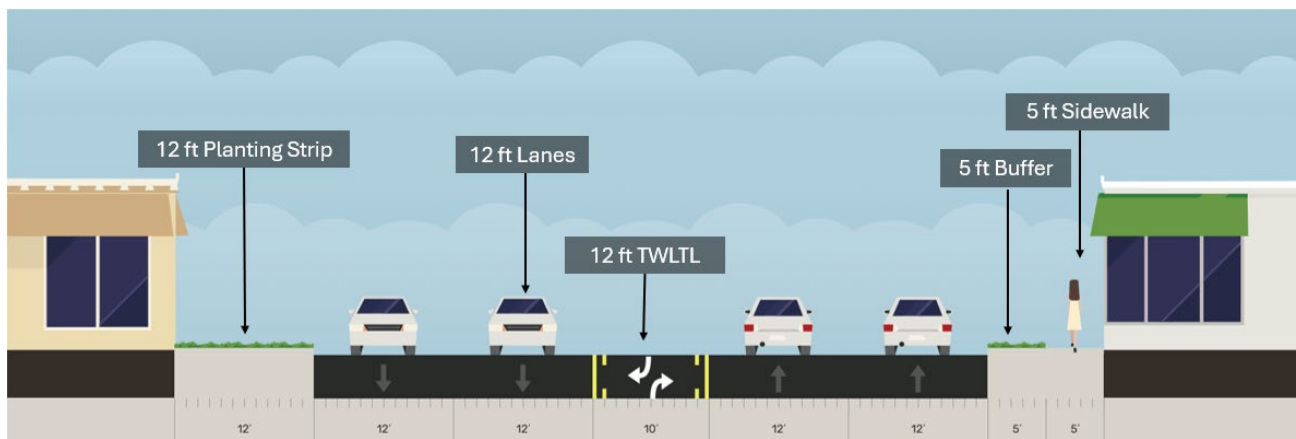 5 ft Sidewalk
12 ft Planting Strip
12 ft Lanes
5 ft Buffer
12 ft TWLTL
12' 12' 12' 10' 12' 12' 5' 5'